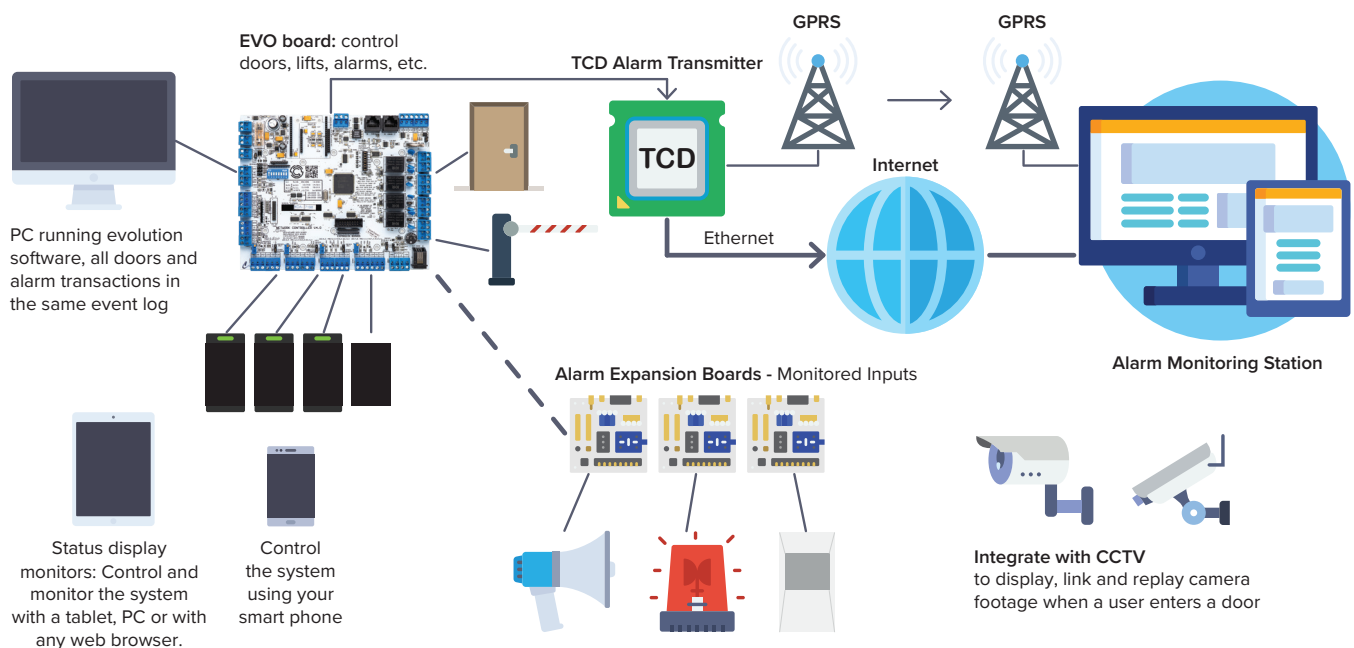 GPRS
GPRS
EVO board: control
doors, lifts, alarms, etc.
TCD Alarm Transmitter
TCD
Internet
Ethernet
PC running evolution
software, all doors and
alarm transactions in
the same event log
Alarm Monitoring Station
Alarm Expansion Boards - Monitored Inputs
Status display
monitors: Control and
monitor the system
with a tablet, PC or with
any web browser.
Control
the system
using your
smart phone
Integrate with CCTV
to display, link and replay camera
footage when a user enters a door